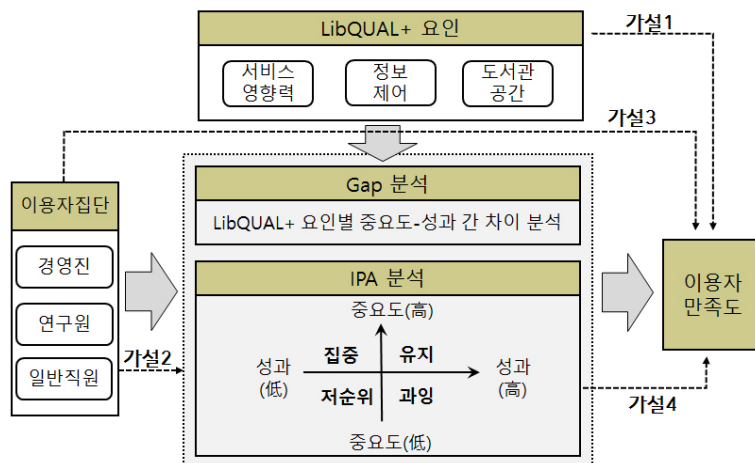 LibQUAL+ 요인
가설1
서비스
영향력
정보
제어
도서관
공간
가설3
이용자집단
경영진
연구원
일반직원
가설2
Gap 분석
LibQUAL+ 요인별 중요도-성과 간 차이 분석
IPA 분석
중요도(高)
집중
유지
성과
(低)
성과
(高)
저순위
과잉
중요도(低)
이용자
만족도
가설4